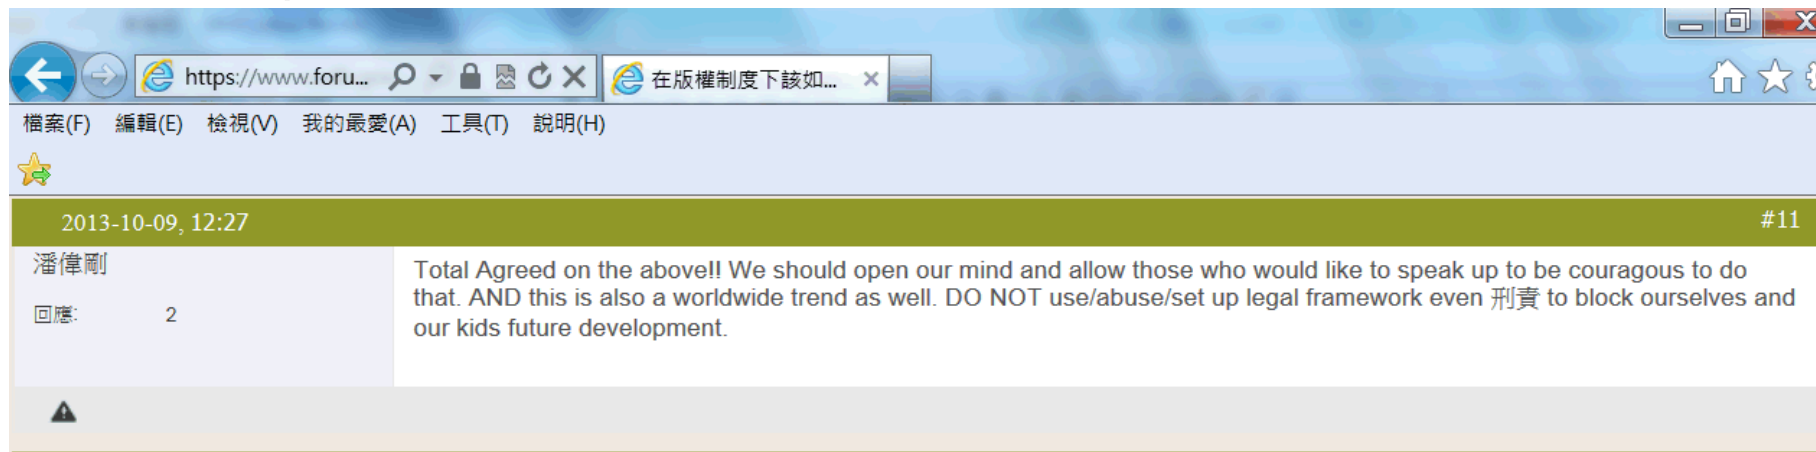 https://www.foru... 在版權制度下該如...
檔案(F) 編輯(E) 檢視(V) 我的最愛(A) 工具(T) 說明(H)
2013-10-09, 12:27 #11
潘偉剛
回應: 2
Total Agreed on the above!! We should open our mind and allow those who would like to speak up to be couragous to do
that. AND this is also a worldwide trend as well. DO NOT use/abuse/set up legal framework even 刑責 to block ourselves and
our kids future development.